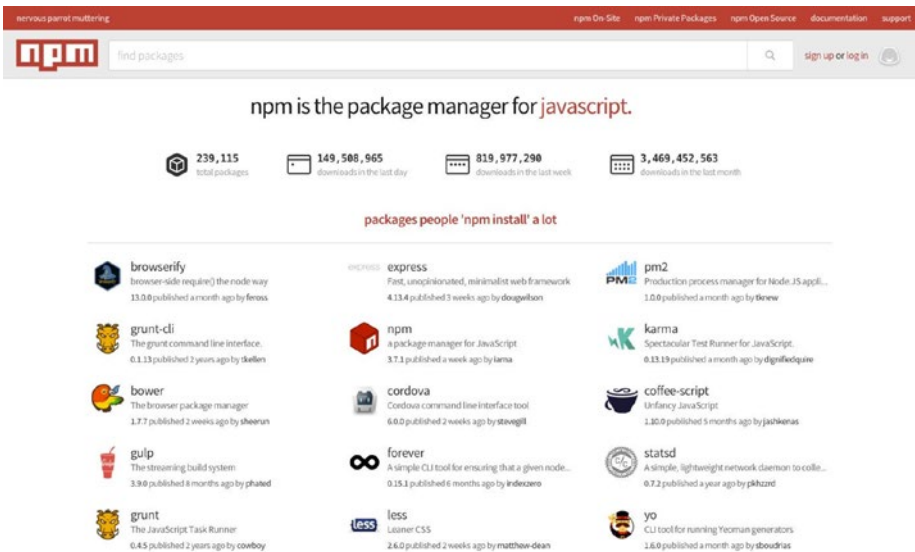 nervous parrot muttering
npm On-Site npm Private Packages npm Open Source documentation support
npm
find packages
sign up or log in
npm is the package manager for javascript.
239,115
total packages
149,508,965
downloads in the last day
819,977,290
downloads in the last week
3,469,452,563
downloads in the last month
packages people 'npm install' a lot
browserify
browser-side require() the node way
13.0.0 published a month ago by feross
express
express
Fast, unopinionated, minimalist web framework
4.13.4 published 3 weeks ago by dougwilson
PM2
pm2
Production process manager for Node.JS appli...
1.0.0 published a month ago by tknew
grunt-cli
The grunt command line interface.
0.1.13 published 2 years ago by tkellen
npm
a package manager for JavaScript
3.7.1 published a week ago by iarna
karma
Spectacular Test Runner for JavaScript.
0.13.19 published a month ago by dignifiedquire
bower
The browser package manager
1.7.7 published 2 weeks ago by sheerun
cordova
Cordova command line interface tool
6.0.0 published 2 weeks ago by stevegill
coffee-script
Unfancy JavaScript
1.10.0 published 5 months ago by jashkenas
gulp
The streaming build system
3.9.0 published 8 months ago by phated
forever
A simple CLI tool for ensuring that a given node...
0.15.1 published 6 months ago by indexzero
statsd
A simple, lightweight network daemon to colle...
0.7.2 published a year ago by pkhzzrd
grunt
The JavaScript Task Runner
0.4.5 published 2 years ago by cowboy
less
less
Leaner CSS
2.6.0 published 2 weeks ago by matthew-dean
yo
CLI tool for running Yeoman generators
1.6.0 published a month ago by sboudrias